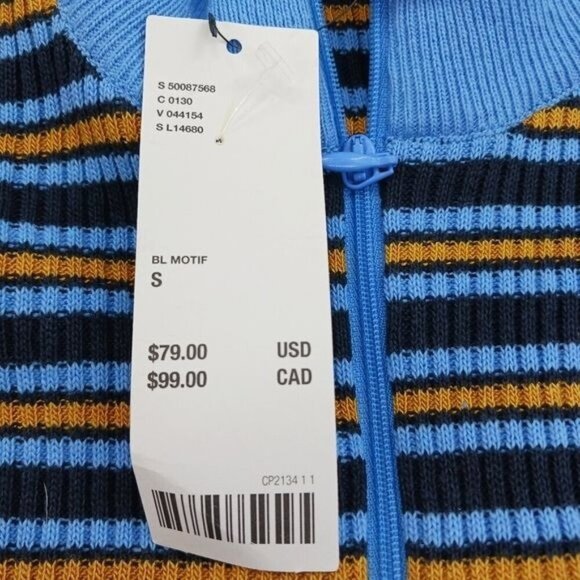 S 50087568
C 0130
V 044154
S L14680
BL MOTIF
S
$79.00 USD
$99.00 CAD
CP2134 1 1